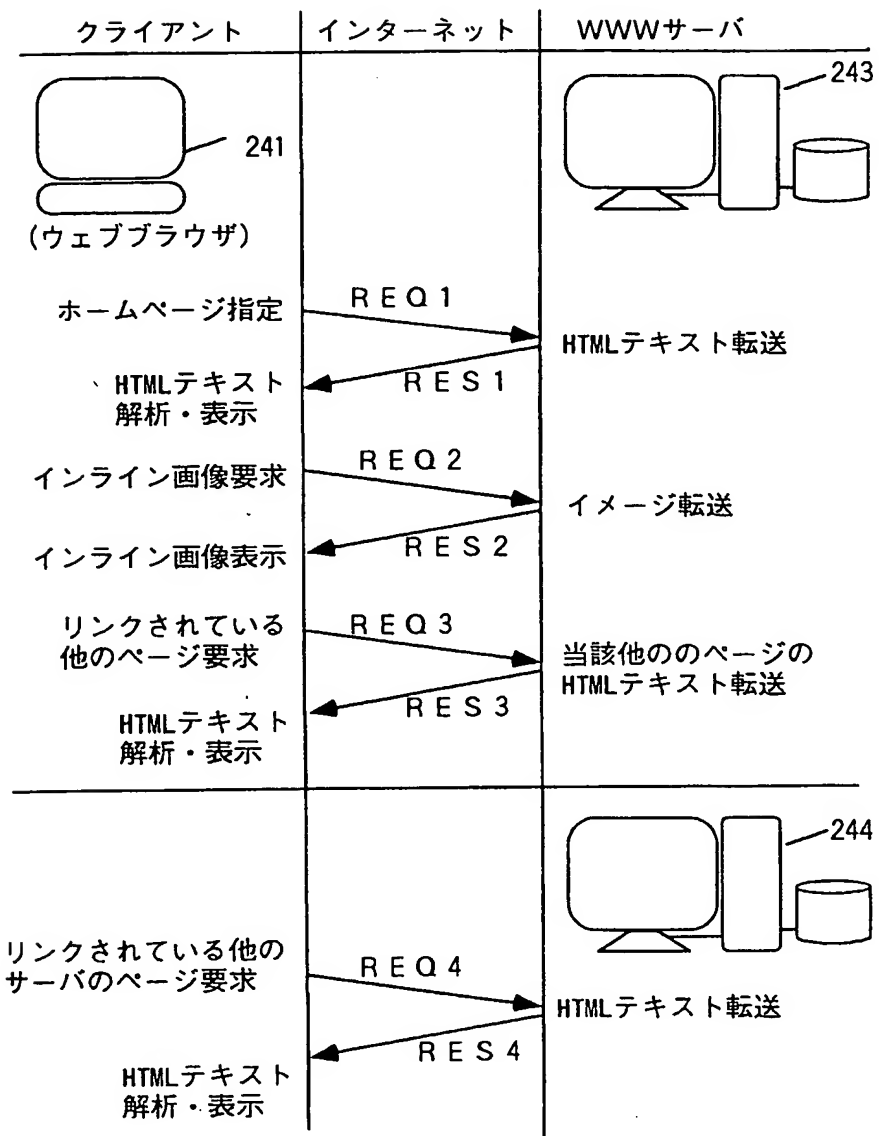 クライアント
インターネット
WWWサーバ
241
243
(ウェブブラウザ)
ホームページ指定
REQ1
HTMLテキスト転送
RES1
HTMLテキスト
解析・表示
インライン画像要求
REQ2
イメージ転送
RES2
インライン画像表示
リンクされている
他のページ要求
REQ3
当該他ののページの
HTMLテキスト転送
RES3
HTMLテキスト
解析・表示
244
リンクされている他の
サーバのページ要求
REQ4
HTMLテキスト転送
RES4
HTMLテキスト
解析・表示